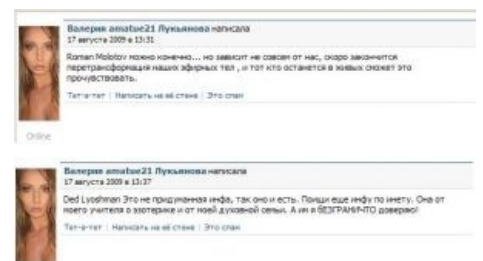 Валерия amatue21 Лукьянова написала
17 августа 2009 в 13:31
Roman Molotov можно конечно... но зависит не совсем от нас, скоро закончится
перетрансформация наших эфирных тел , и тот кто останется в живых сможет это
прочувствовать.
Тет-а-тет | Написать на её стене | Это спам
Online
Валерия amatue21 Лукьянова написала
17 августа 2009 в 13:27
Ded Lyoshman Это не придуманная инфа, так оно и есть. Поищи еще инфу по инету. Она от
моего учителя о эзотерике и от моей духовной семьи. А им я БЕЗГРАНИЧТО доверяю!
Тет-а-тет | Написать на её стене | Это спам